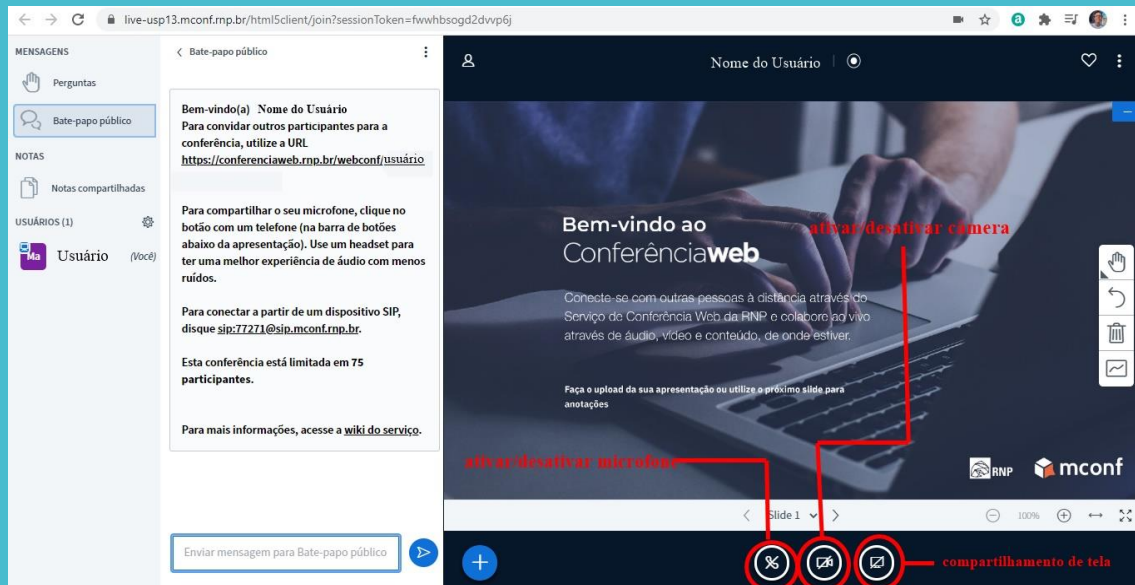 live-usp13.mconf.rnp.br/html5client/join?sessionToken=fwwhbsogd2dvvp6j
MENSAGENS
Perguntas
Bate-papo público
NOTAS
Notas compartilhadas
USUÁRIOS (1)
Ma
Usuário (Você)
Bate-papo público
Bem-vindo(a) Nome do Usuário
Para convidar outros participantes para a
conferência, utilize a URL
https://conferenciaweb.rnp.br/webconf/usuário
Para compartilhar o seu microfone, clique no
botão com um telefone (na barra de botões
abaixo da apresentação). Use um headset para
ter uma melhor experiência de áudio com menos
ruídos.
Para conectar a partir de um dispositivo SIP,
disque sip:77271@sip.mconf.rnp.br.
Esta conferência está limitada em 75
participantes.
Para mais informações, acesse a wiki do serviço.
Enviar mensagem para Bate-papo público
Nome do Usuário
Bem-vindo ao
ativar/desativar câmera
Conferênciaweb
Conecte-se com outras pessoas à distância através do
Serviço de Conferência Web da RNP e colabore ao vivo
através de áudio, vídeo e conteúdo, de onde estiver.
Faça o upload da sua apresentação ou utilize o próximo slide para
anotações
ativar/desativar microfone
RNP
mconf
Slide 1
100%
compartilhamento de tela